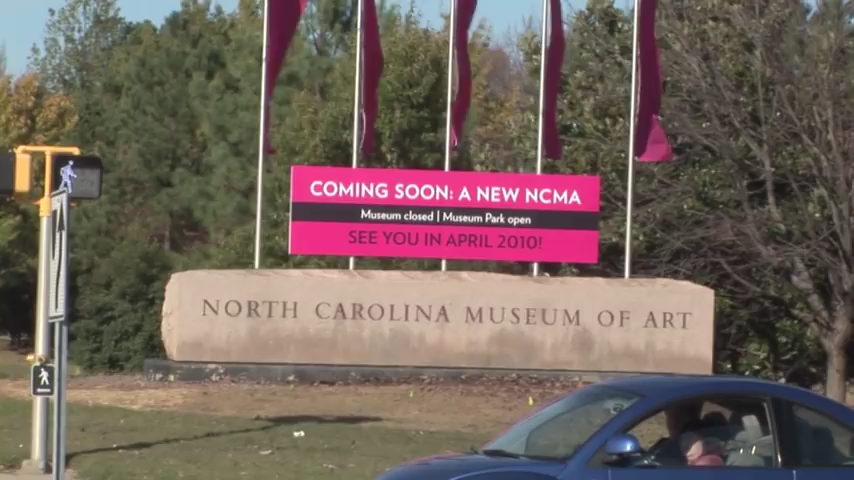 COMING SOON: A NEW NCMA
Museum closed | Museum Park open
SEE YOU IN APRIL 2010!
NORTH CAROLINA MUSEUM OF ART